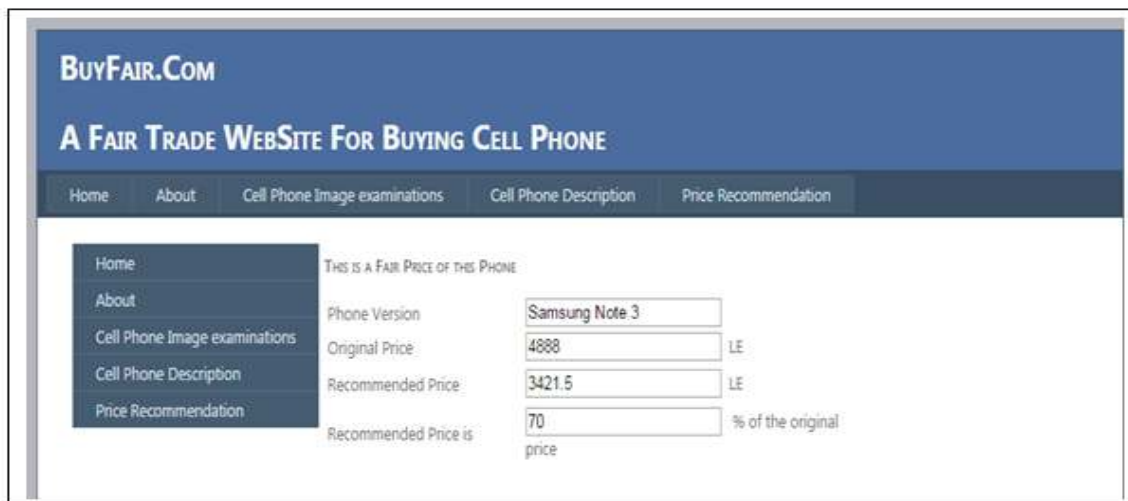 BuyFair.Com
A Fair Trade WebSite For Buying Cell Phone
Home About Cell Phone Image examinations Cell Phone Description Price Recommendation
Home
About
Cell Phone Image examinations
Cell Phone Description
Price Recommendation
This is a Fair Price of this Phone
Phone Version Samsung Note 3
Original Price 4888 LE
Recommended Price 3421.5 LE
Recommended Price is 70 % of the original
price